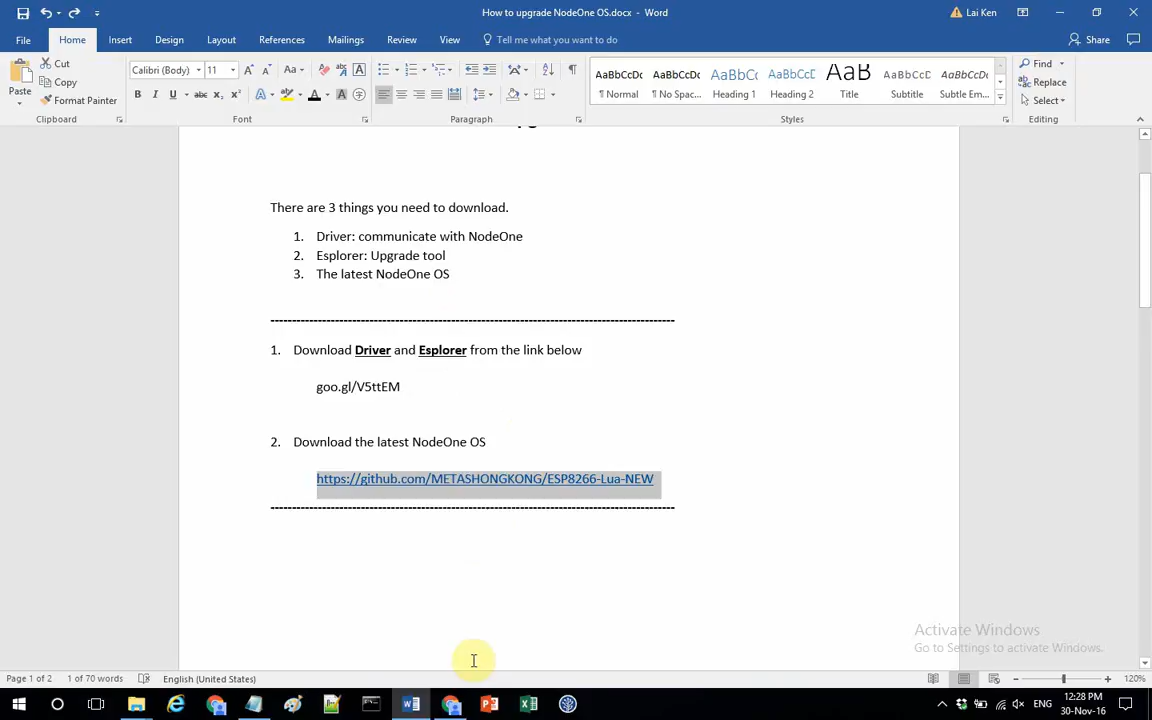 How to upgrade NodeOne OS.docx - Word
Lai Ken
File Home Insert Design Layout References Mailings Review View Tell me what you want to do
Share
Cut
Copy
Format Painter
Paste
Clipboard
Calibri (Body) 11
Font
Paragraph
AaBbCcDc AaBbCcDc AaBbCc AaBbCcC AaB AaBbCcD AaBbCcDc
¶ Normal ¶ No Spac... Heading 1 Heading 2 Title Subtitle Subtle Em...
Styles
Find
Replace
Select
Editing
There are 3 things you need to download.
1. Driver: communicate with NodeOne
2. Esplorer: Upgrade tool
3. The latest NodeOne OS
-----------------------------------------------------------------------------------------------
1. Download Driver and Esplorer from the link below
goo.gl/V5ttEM
2. Download the latest NodeOne OS
https://github.com/METASHONGKONG/ESP8266-Lua-NEW
-----------------------------------------------------------------------------------------------
Activate Windows
Go to Settings to activate Windows.
Page 1 of 2 1 of 70 words English (United States)
120%
ENG
12:28 PM
30-Nov-16